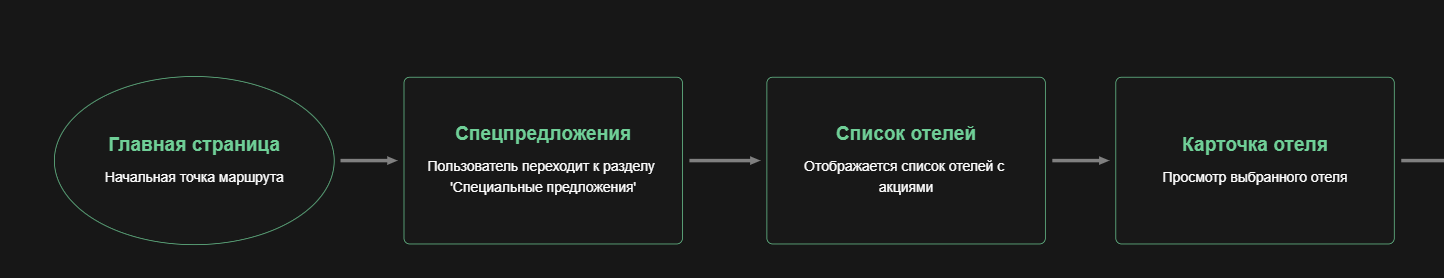 Главная страница
Начальная точка маршрута
Спецпредложения
Пользователь переходит к разделу
'Специальные предложения'
Список отелей
Отображается список отелей с
акциями
Карточка отеля
Просмотр выбранного отеля